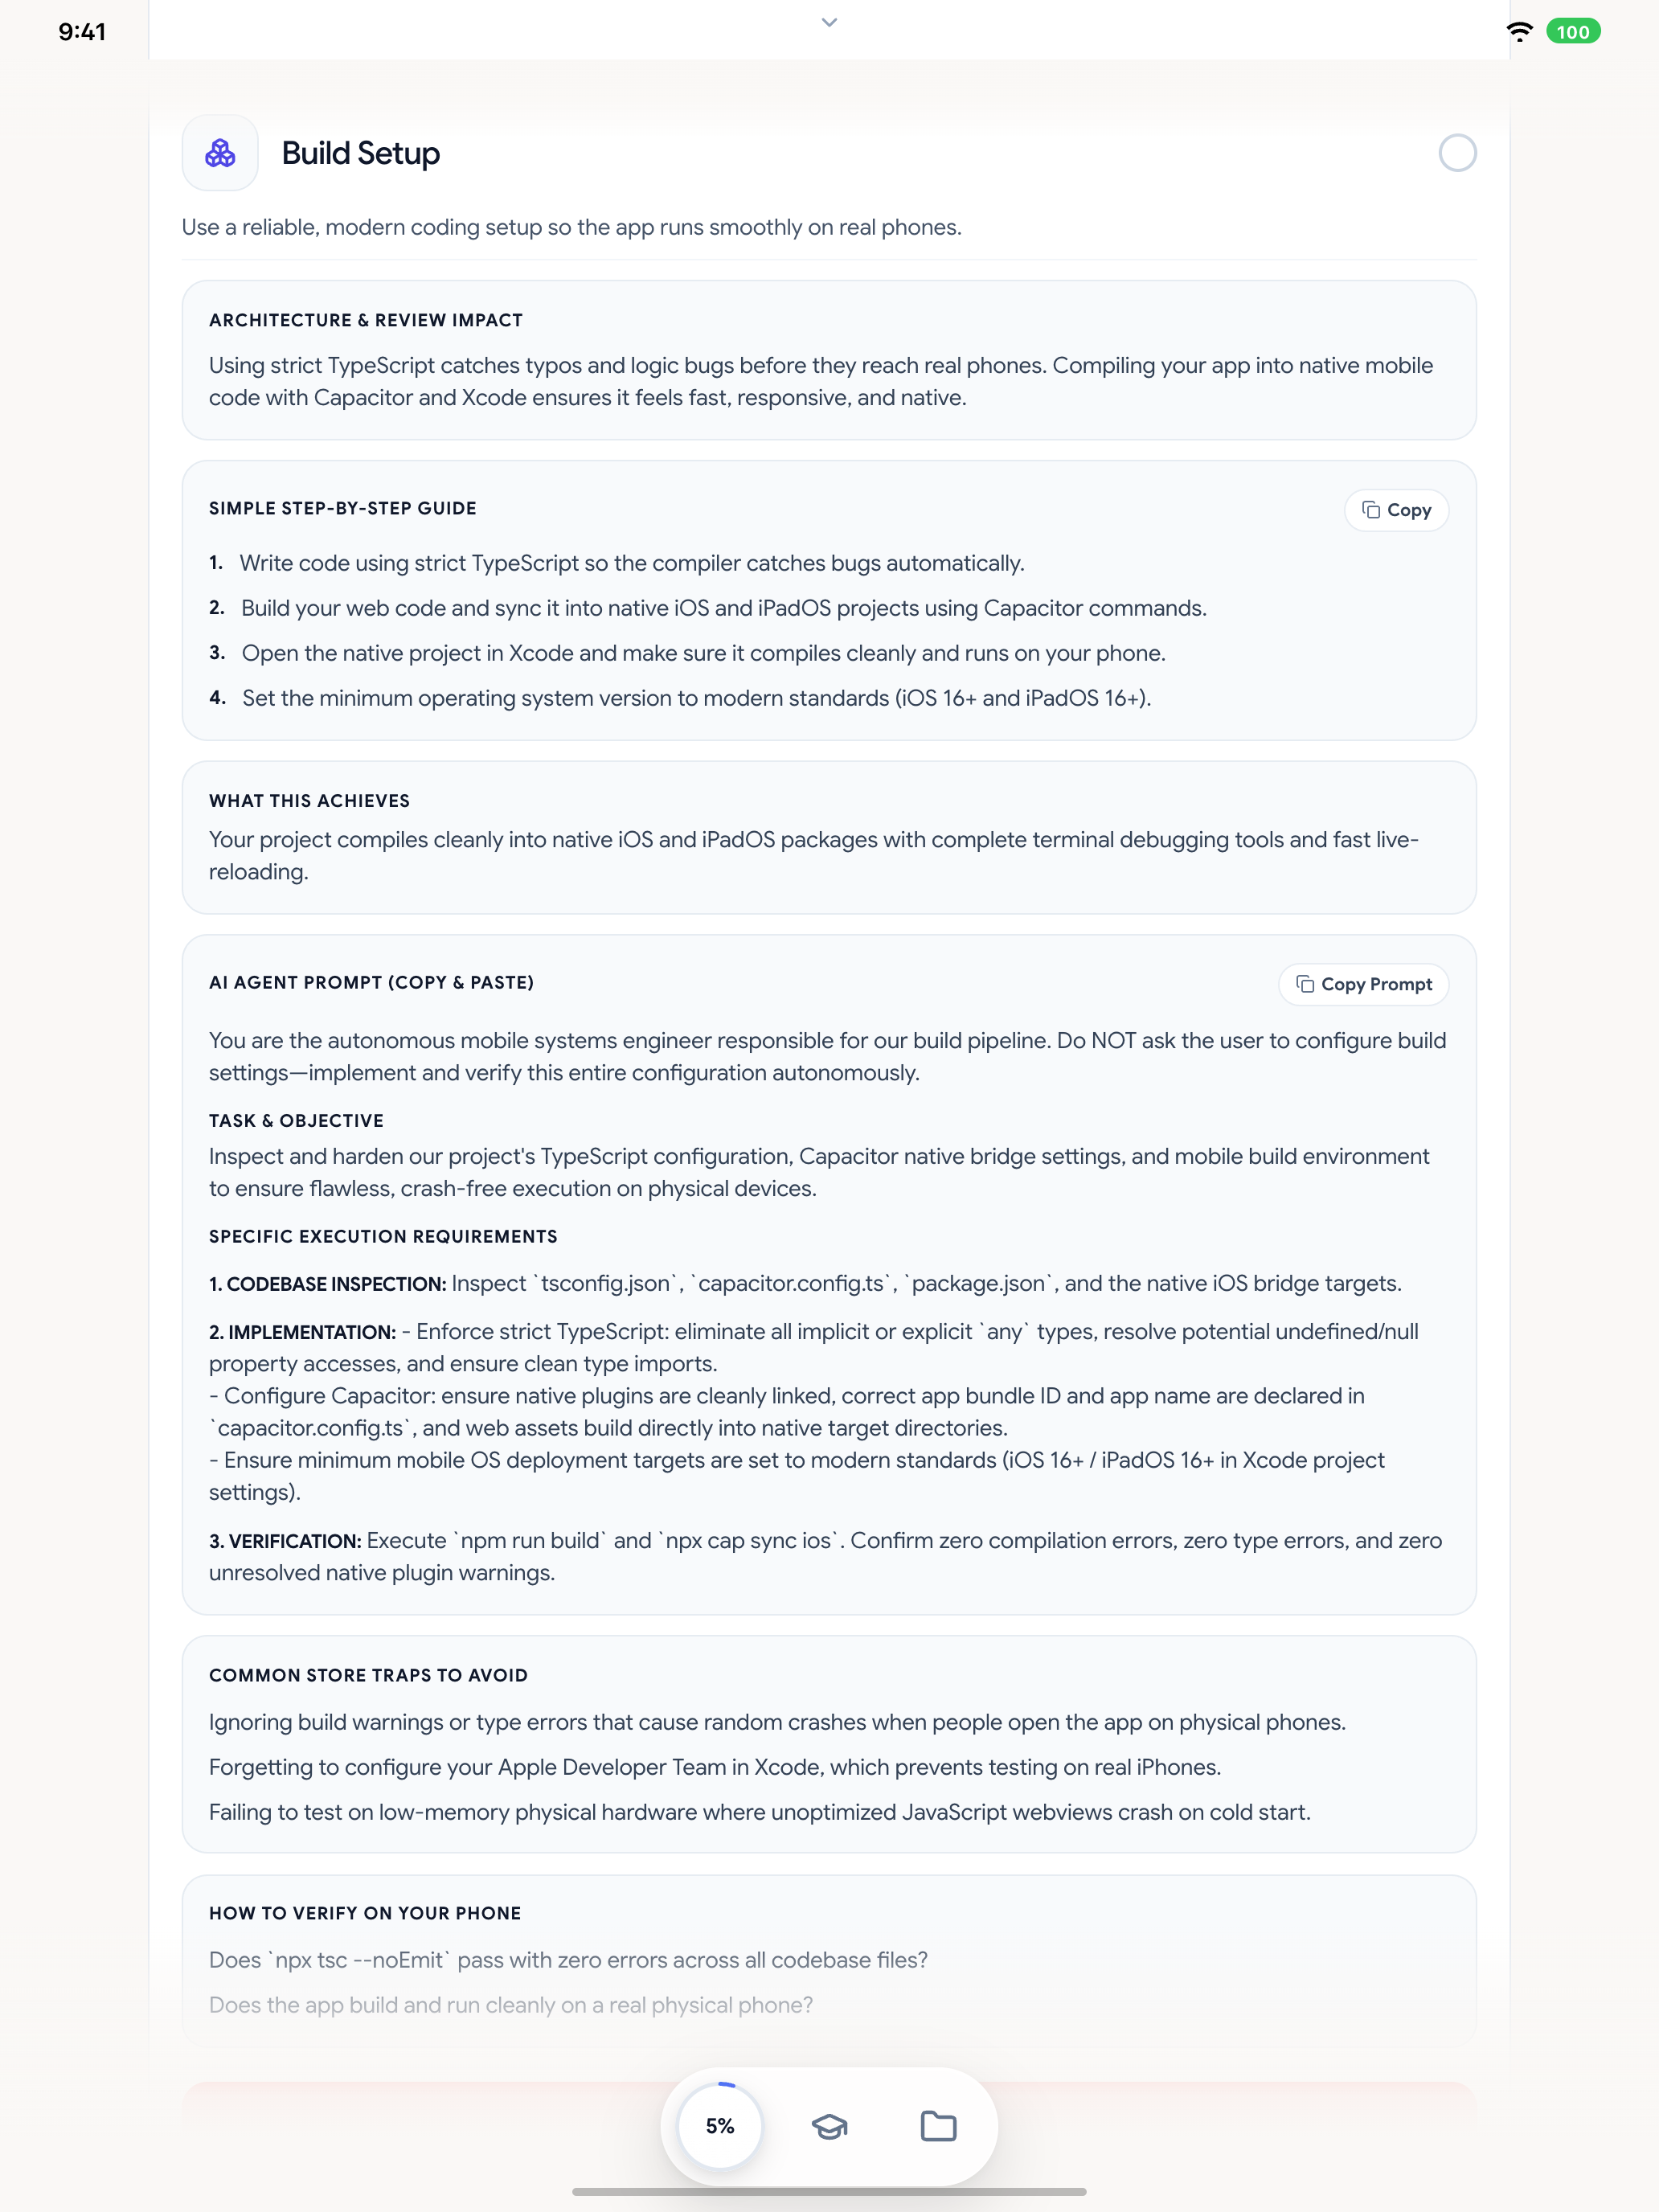 9:41
100
Build Setup
Use a reliable, modern coding setup so the app runs smoothly on real phones.
ARCHITECTURE & REVIEW IMPACT
Using strict TypeScript catches typos and logic bugs before they reach real phones. Compiling your app into native mobile
code with Capacitor and Xcode ensures it feels fast, responsive, and native.
SIMPLE STEP-BY-STEP GUIDE
Copy
1. Write code using strict TypeScript so the compiler catches bugs automatically.
2. Build your web code and sync it into native iOS and iPadOS projects using Capacitor commands.
3. Open the native project in Xcode and make sure it compiles cleanly and runs on your phone.
4. Set the minimum operating system version to modern standards (iOS 16+ and iPadOS 16+).
WHAT THIS ACHIEVES
Your project compiles cleanly into native iOS and iPadOS packages with complete terminal debugging tools and fast live-
reloading.
AI AGENT PROMPT (COPY & PASTE)
Copy Prompt
You are the autonomous mobile systems engineer responsible for our build pipeline. Do NOT ask the user to configure build
settings—implement and verify this entire configuration autonomously.
TASK & OBJECTIVE
Inspect and harden our project's TypeScript configuration, Capacitor native bridge settings, and mobile build environment
to ensure flawless, crash-free execution on physical devices.
SPECIFIC EXECUTION REQUIREMENTS
1. CODEBASE INSPECTION: Inspect `tsconfig.json`, `capacitor.config.ts`, `package.json`, and the native iOS bridge targets.
2. IMPLEMENTATION: - Enforce strict TypeScript: eliminate all implicit or explicit `any` types, resolve potential undefined/null
property accesses, and ensure clean type imports.
- Configure Capacitor: ensure native plugins are cleanly linked, correct app bundle ID and app name are declared in
`capacitor.config.ts`, and web assets build directly into native target directories.
- Ensure minimum mobile OS deployment targets are set to modern standards (iOS 16+ / iPadOS 16+ in Xcode project
settings).
3. VERIFICATION: Execute `npm run build` and `npx cap sync ios`. Confirm zero compilation errors, zero type errors, and zero
unresolved native plugin warnings.
COMMON STORE TRAPS TO AVOID
Ignoring build warnings or type errors that cause random crashes when people open the app on physical phones.
Forgetting to configure your Apple Developer Team in Xcode, which prevents testing on real iPhones.
Failing to test on low-memory physical hardware where unoptimized JavaScript webviews crash on cold start.
HOW TO VERIFY ON YOUR PHONE
Does `npx tsc --noEmit` pass with zero errors across all codebase files?
Does the app build and run cleanly on a real physical phone?
5%